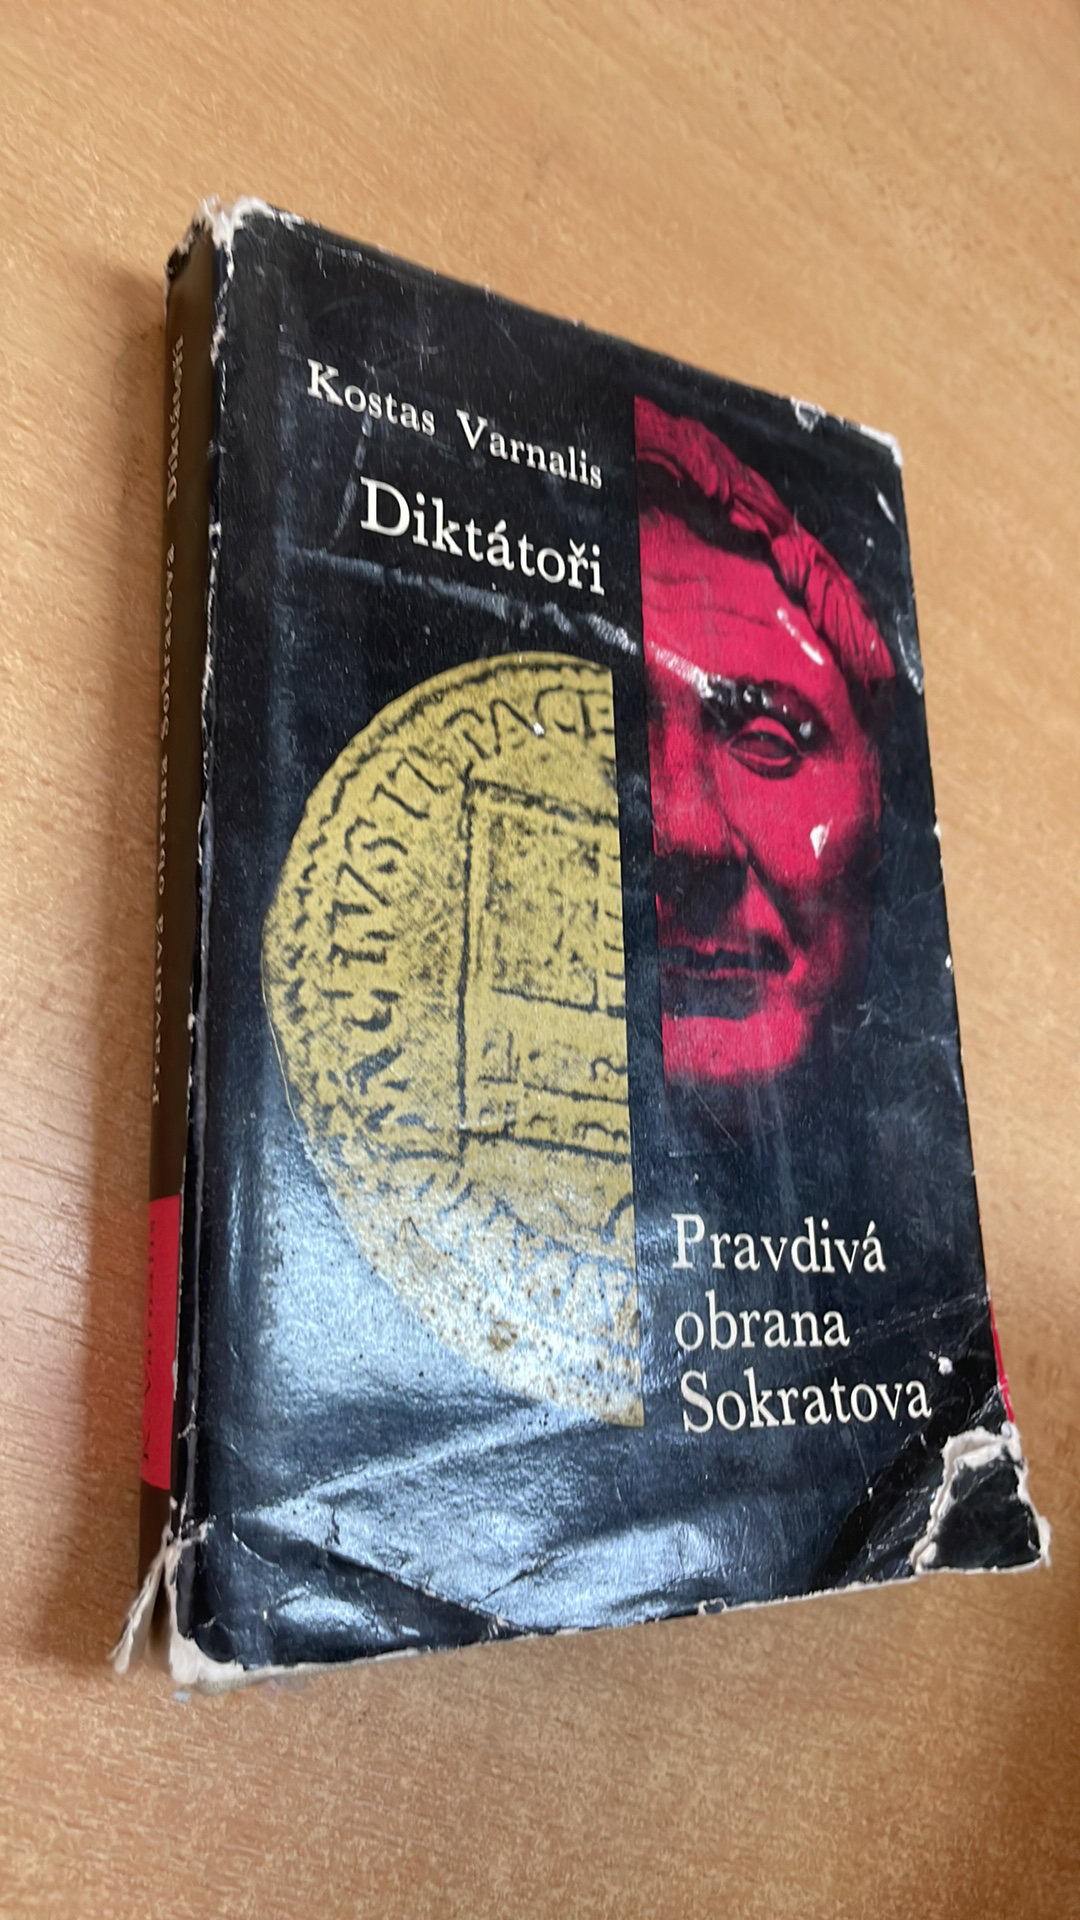 Kostas Varnalis
Diktátoři
Pravdivá
obrana
Sokratova
Pravdivá obrana Sokratova Diktátoři